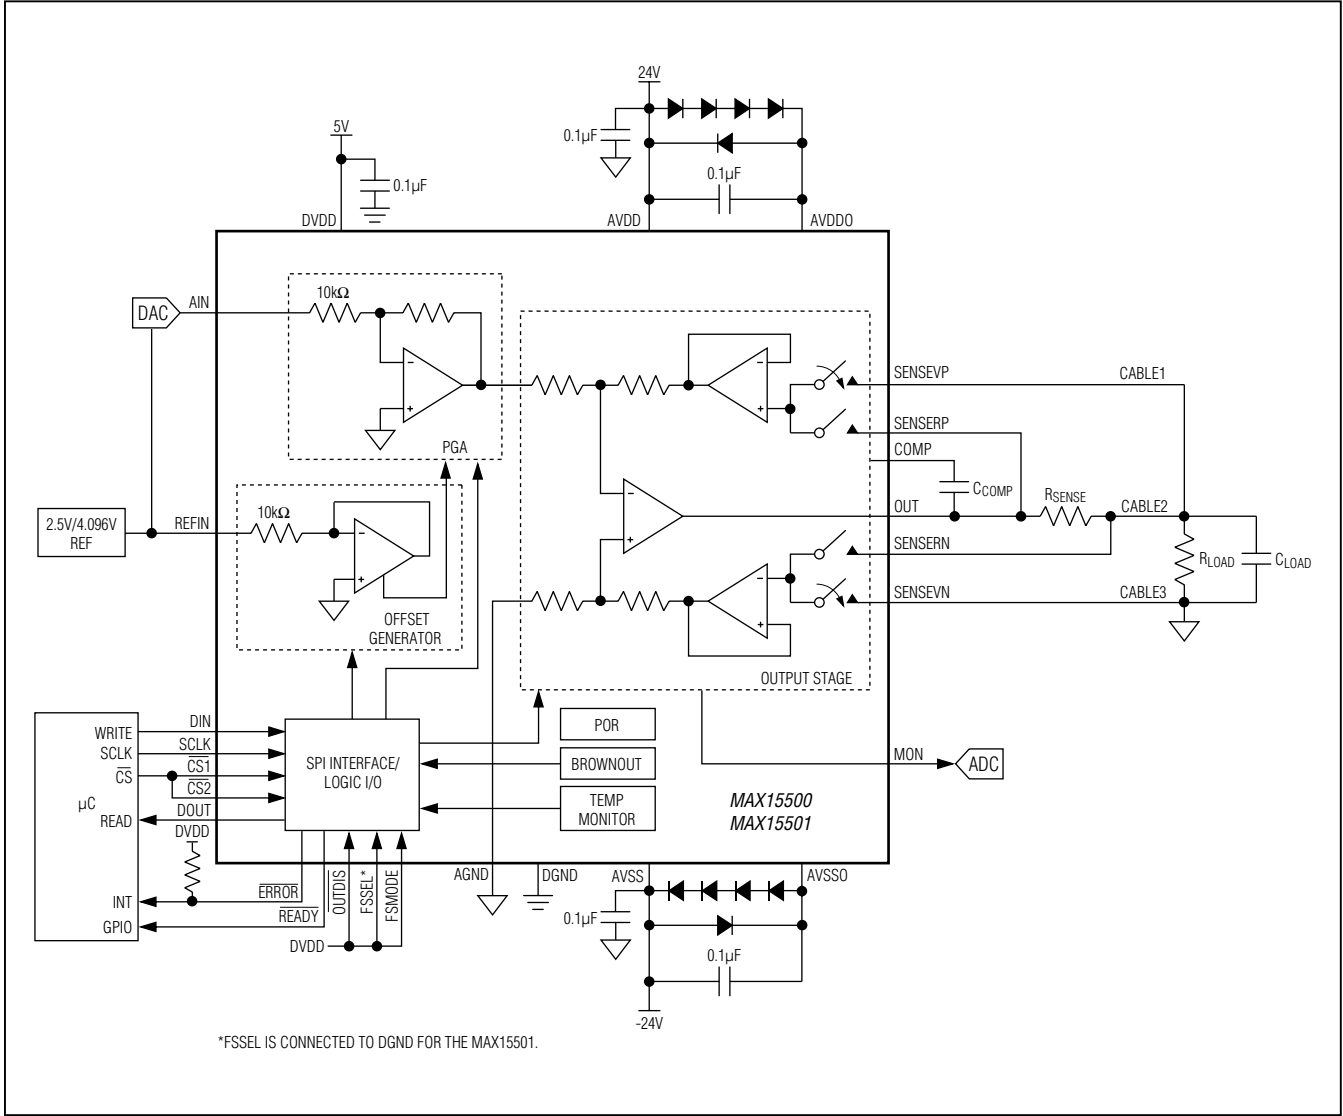 24V
0.1µF
5V
0.1µF
0.1µF
DVDD
AVDD
AVDDO
DAC
AIN
10kΩ
PGA
SENSEVP
CABLE1
SENSERP
COMP
CCOMP
RSENSE
OUT
CABLE2
2.5V/4.096V
REF
REFIN
10kΩ
SENSERN
RLOAD
CLOAD
SENSEVN
CABLE3
OFFSET
GENERATOR
OUTPUT STAGE
WRITE
SCLK
CS
µC
READ
INT
GPIO
DIN
SCLK
CS1
CS2
DOUT
DVDD
SPI INTERFACE/
LOGIC I/O
POR
BROWNOUT
TEMP
MONITOR
MAX15500
MAX15501
MON
ADC
ERROR
READY
OUTDIS
FSSEL*
FSMODE
DVDD
AGND
DGND
AVSS
AVSSO
0.1µF
0.1µF
-24V
*FSSEL IS CONNECTED TO DGND FOR THE MAX15501.